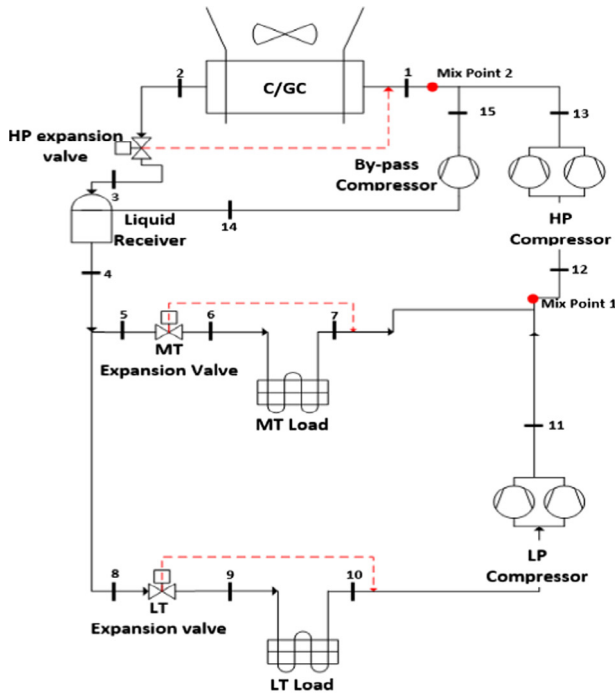 2
C/GC
1
Mix Point 2
15
13
HP expansion
valve
3
By-pass
Compressor
Liquid
Receiver
14
HP
Compressor
4
12
Mix Point 1
5
6
7
MT
Expansion Valve
MT Load
11
LP
Compressor
8
9
10
LT
Expansion valve
LT Load